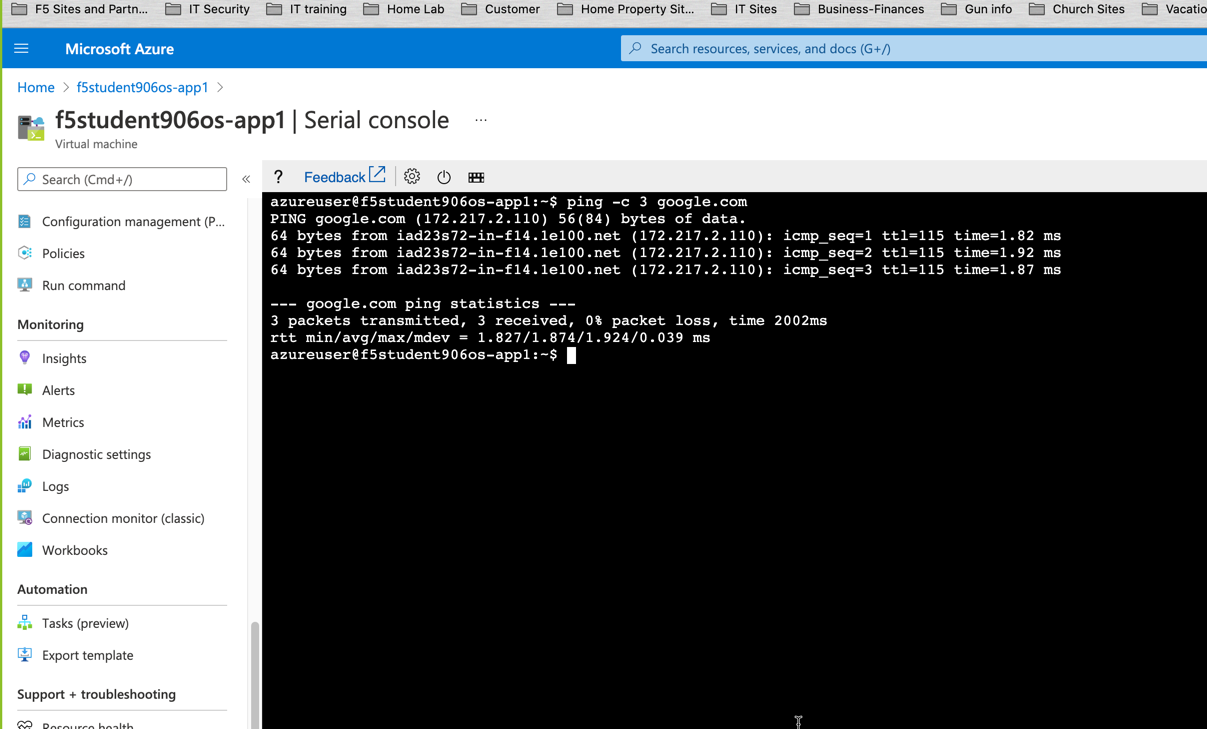 F5 Sites and Partn... IT Security IT training Home Lab Customer Home Property Sit... IT Sites Business-Finances Gun info Church Sites Vacatio
Microsoft Azure
Search resources, services, and docs (G+/)
Home > f5student906os-app1 >
f5student906os-app1 | Serial console ...
Virtual machine
Search (Cmd+/)
«
? Feedback
Configuration management (P...
Policies
Run command
Monitoring
Insights
Alerts
Metrics
Diagnostic settings
Logs
Connection monitor (classic)
Workbooks
Automation
Tasks (preview)
Export template
Support + troubleshooting
Resource health
azureuser@f5student906os-app1:~$ ping -c 3 google.com
PING google.com (172.217.2.110) 56(84) bytes of data.
64 bytes from iad23s72-in-f14.1e100.net (172.217.2.110): icmp_seq=1 ttl=115 time=1.82 ms
64 bytes from iad23s72-in-f14.1e100.net (172.217.2.110): icmp_seq=2 ttl=115 time=1.92 ms
64 bytes from iad23s72-in-f14.1e100.net (172.217.2.110): icmp_seq=3 ttl=115 time=1.87 ms
--- google.com ping statistics ---
3 packets transmitted, 3 received, 0% packet loss, time 2002ms
rtt min/avg/max/mdev = 1.827/1.874/1.924/0.039 ms
azureuser@f5student906os-app1:~$